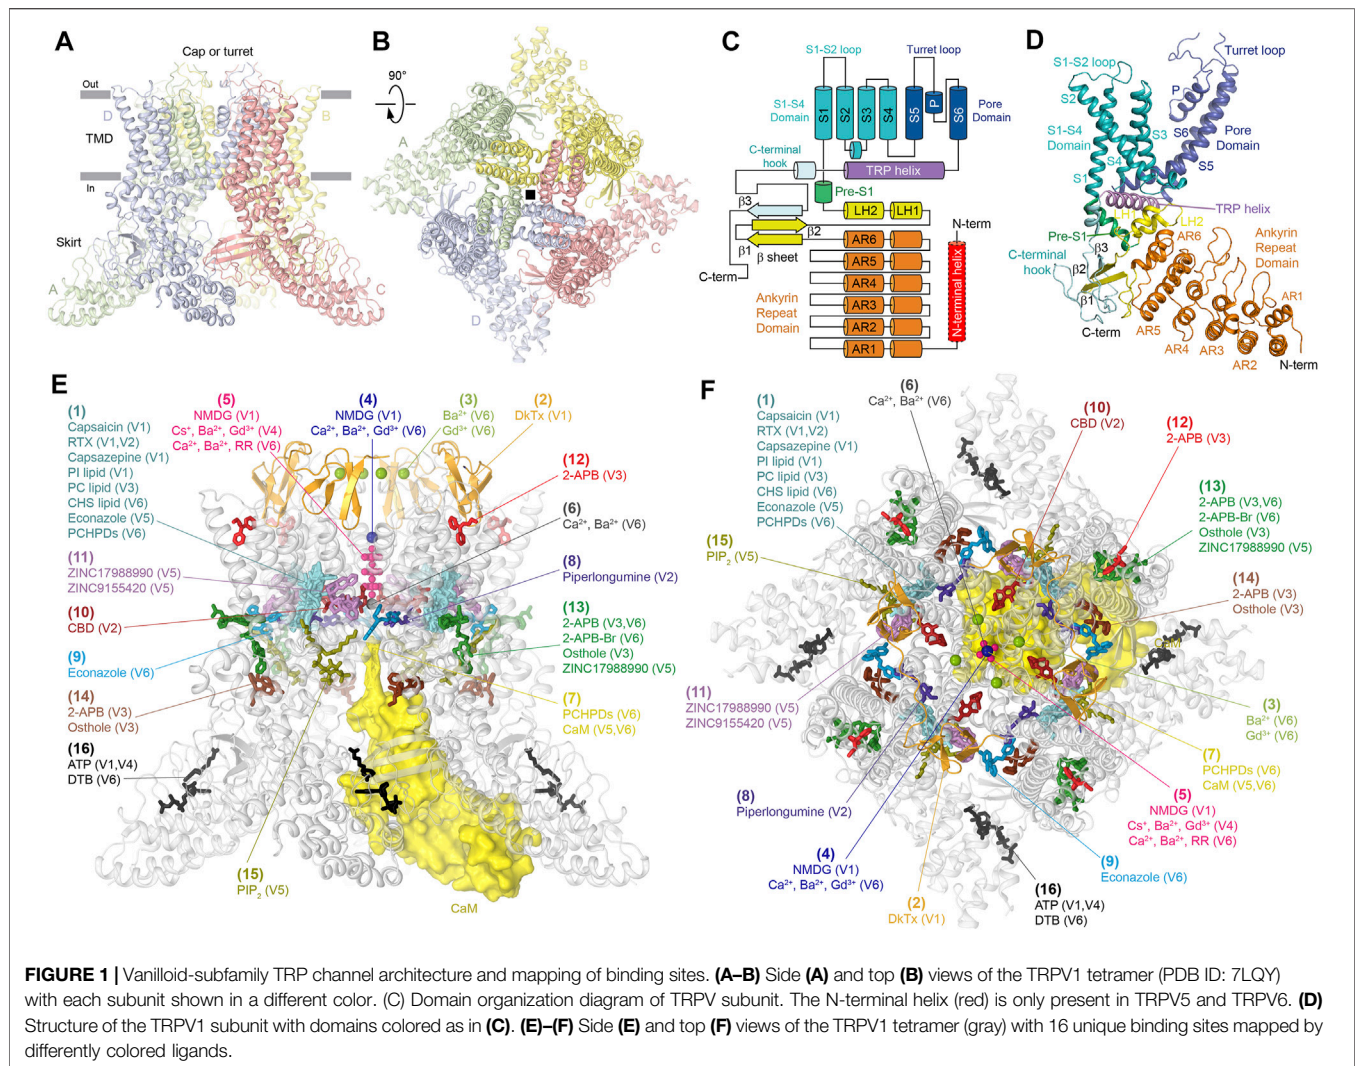 A
Cap or turret
Out
TMD
In
Skirt
D
B
A
C
B
90°
B
A
C
D
C
S1-S2 loop
Turret loop
S1-S4
Domain
S1
S2
S3
S4
S5
P
S6
Pore
Domain
C-terminal
hook
TRP helix
Pre-S1
β3
β2
β1
β sheet
LH2
LH1
N-term
C-term
AR6
AR5
AR4
AR3
AR2
AR1
Ankyrin
Repeat
Domain
N-terminal helix
D
S1-S2 loop
Turret loop
S2
P
S1-S4
Domain
S3
S6
Pore
Domain
S4
S5
S1
TRP helix
LH1
LH2
Pre-S1
AR6
Ankyrin
Repeat
Domain
C-terminal
hook
β3
β2
β1
AR1
C-term
AR5
AR4
AR3
AR2
N-term
E
(1)
Capsaicin (V1)
RTX (V1,V2)
Capsazepine (V1)
PI lipid (V1)
PC lipid (V3)
CHS lipid (V6)
Econazole (V5)
PCHPDs (V6)
(5)
NMDG (V1)
Cs⁺, Ba²⁺, Gd³⁺ (V4)
Ca²⁺, Ba²⁺, RR (V6)
(4)
NMDG (V1)
Ca²⁺, Ba²⁺, Gd³⁺ (V6)
(3)
Ba²⁺ (V6)
Gd³⁺ (V6)
(2)
DkTx (V1)
(12)
2-APB (V3)
(6)
Ca²⁺, Ba²⁺ (V6)
(11)
ZINC17988990 (V5)
ZINC9155420 (V5)
(8)
Piperlongumine (V2)
(10)
CBD (V2)
(13)
2-APB (V3,V6)
2-APB-Br (V6)
Osthole (V3)
ZINC17988990 (V5)
(9)
Econazole (V6)
(14)
2-APB (V3)
Osthole (V3)
(7)
PCHPDs (V6)
CaM (V5,V6)
(16)
ATP (V1,V4)
DTB (V6)
(15)
PIP₂ (V5)
CaM
F
(6)
Ca²⁺, Ba²⁺ (V6)
(1)
Capsaicin (V1)
RTX (V1,V2)
Capsazepine (V1)
PI lipid (V1)
PC lipid (V3)
CHS lipid (V6)
Econazole (V5)
PCHPDs (V6)
(10)
CBD (V2)
(12)
2-APB (V3)
(13)
2-APB (V3,V6)
2-APB-Br (V6)
Osthole (V3)
ZINC17988990 (V5)
(15)
PIP₂ (V5)
(14)
2-APB (V3)
Osthole (V3)
CaM
(11)
ZINC17988990 (V5)
ZINC9155420 (V5)
(3)
Ba²⁺ (V6)
Gd³⁺ (V6)
(7)
PCHPDs (V6)
CaM (V5,V6)
(8)
Piperlongumine (V2)
(5)
NMDG (V1)
Cs⁺, Ba²⁺, Gd³⁺ (V4)
Ca²⁺, Ba²⁺, RR (V6)
(4)
NMDG (V1)
Ca²⁺, Ba²⁺, Gd³⁺ (V6)
(9)
Econazole (V6)
(2)
DkTx (V1)
(16)
ATP (V1,V4)
DTB (V6)
FIGURE 1 | Vanilloid-subfamily TRP channel architecture and mapping of binding sites. (A–B) Side (A) and top (B) views of the TRPV1 tetramer (PDB ID: 7LQY)
with each subunit shown in a different color. (C) Domain organization diagram of TRPV subunit. The N-terminal helix (red) is only present in TRPV5 and TRPV6. (D)
Structure of the TRPV1 subunit with domains colored as in (C). (E)–(F) Side (E) and top (F) views of the TRPV1 tetramer (gray) with 16 unique binding sites mapped by
differently colored ligands.